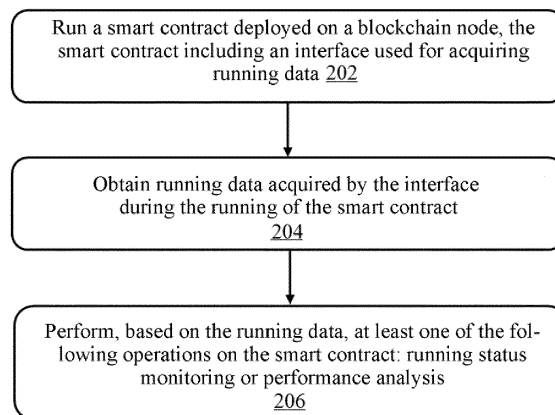 Run a smart contract deployed on a blockchain node, the
smart contract including an interface used for acquiring
running data 202
Obtain running data acquired by the interface
during the running of the smart contract
204
Perform, based on the running data, at least one of the fol-
lowing operations on the smart contract: running status
monitoring or performance analysis
206